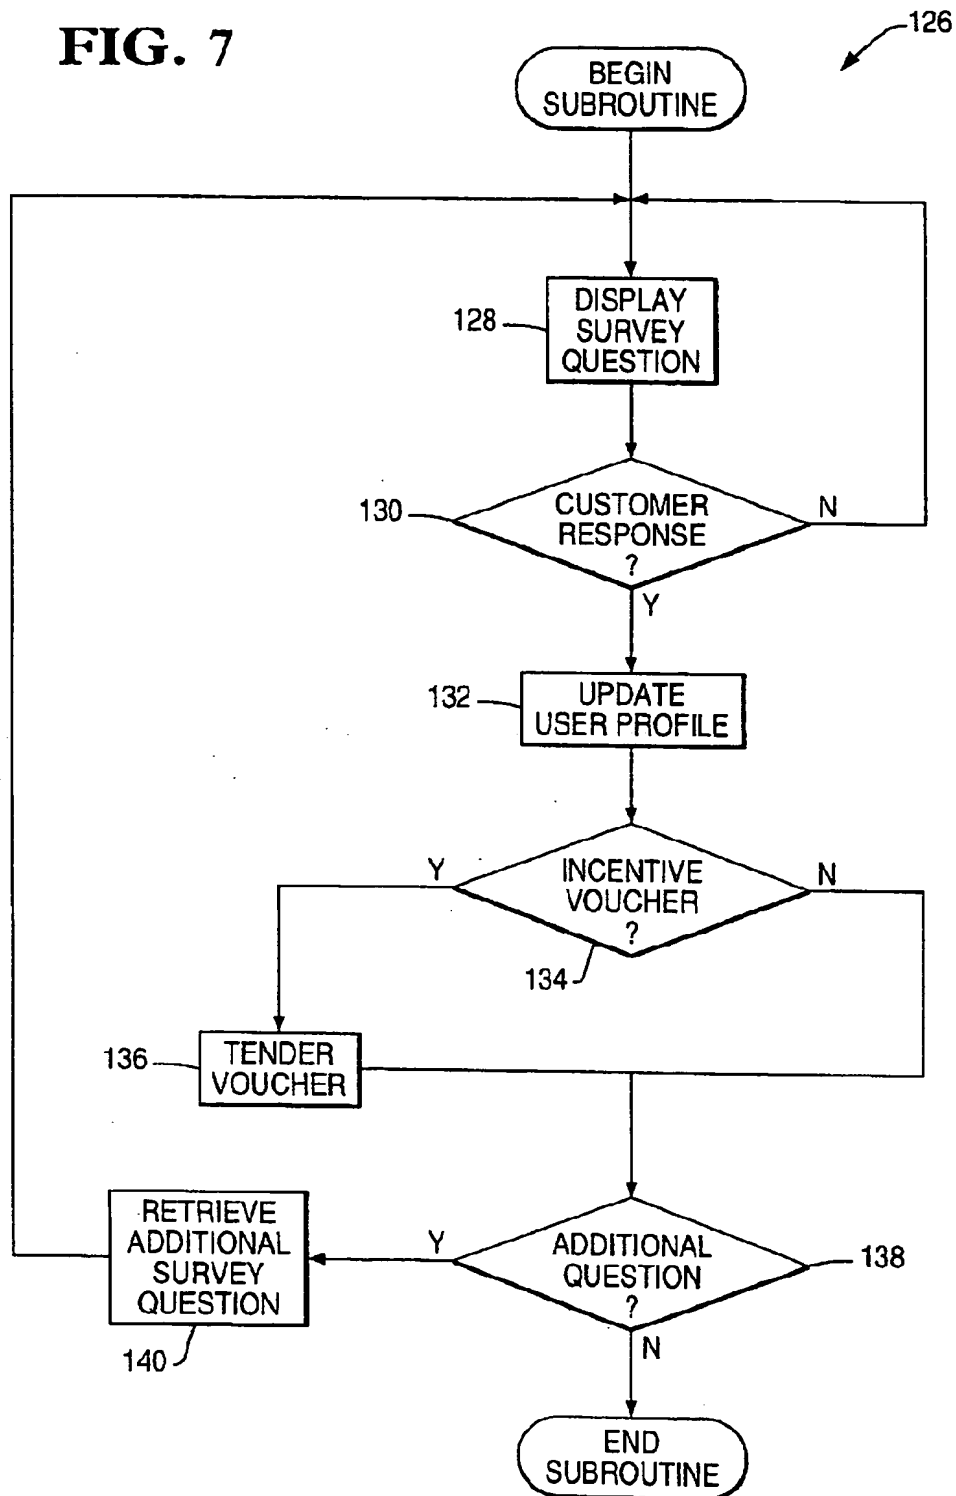 FIG. 7
126
BEGIN
SUBROUTINE
128
DISPLAY
SURVEY
QUESTION
130
CUSTOMER
RESPONSE
?
N
Y
132
UPDATE
USER PROFILE
Y
INCENTIVE
VOUCHER
?
N
134
136
TENDER
VOUCHER
RETRIEVE
ADDITIONAL
SURVEY
QUESTION
140
Y
ADDITIONAL
QUESTION
?
138
N
END
SUBROUTINE